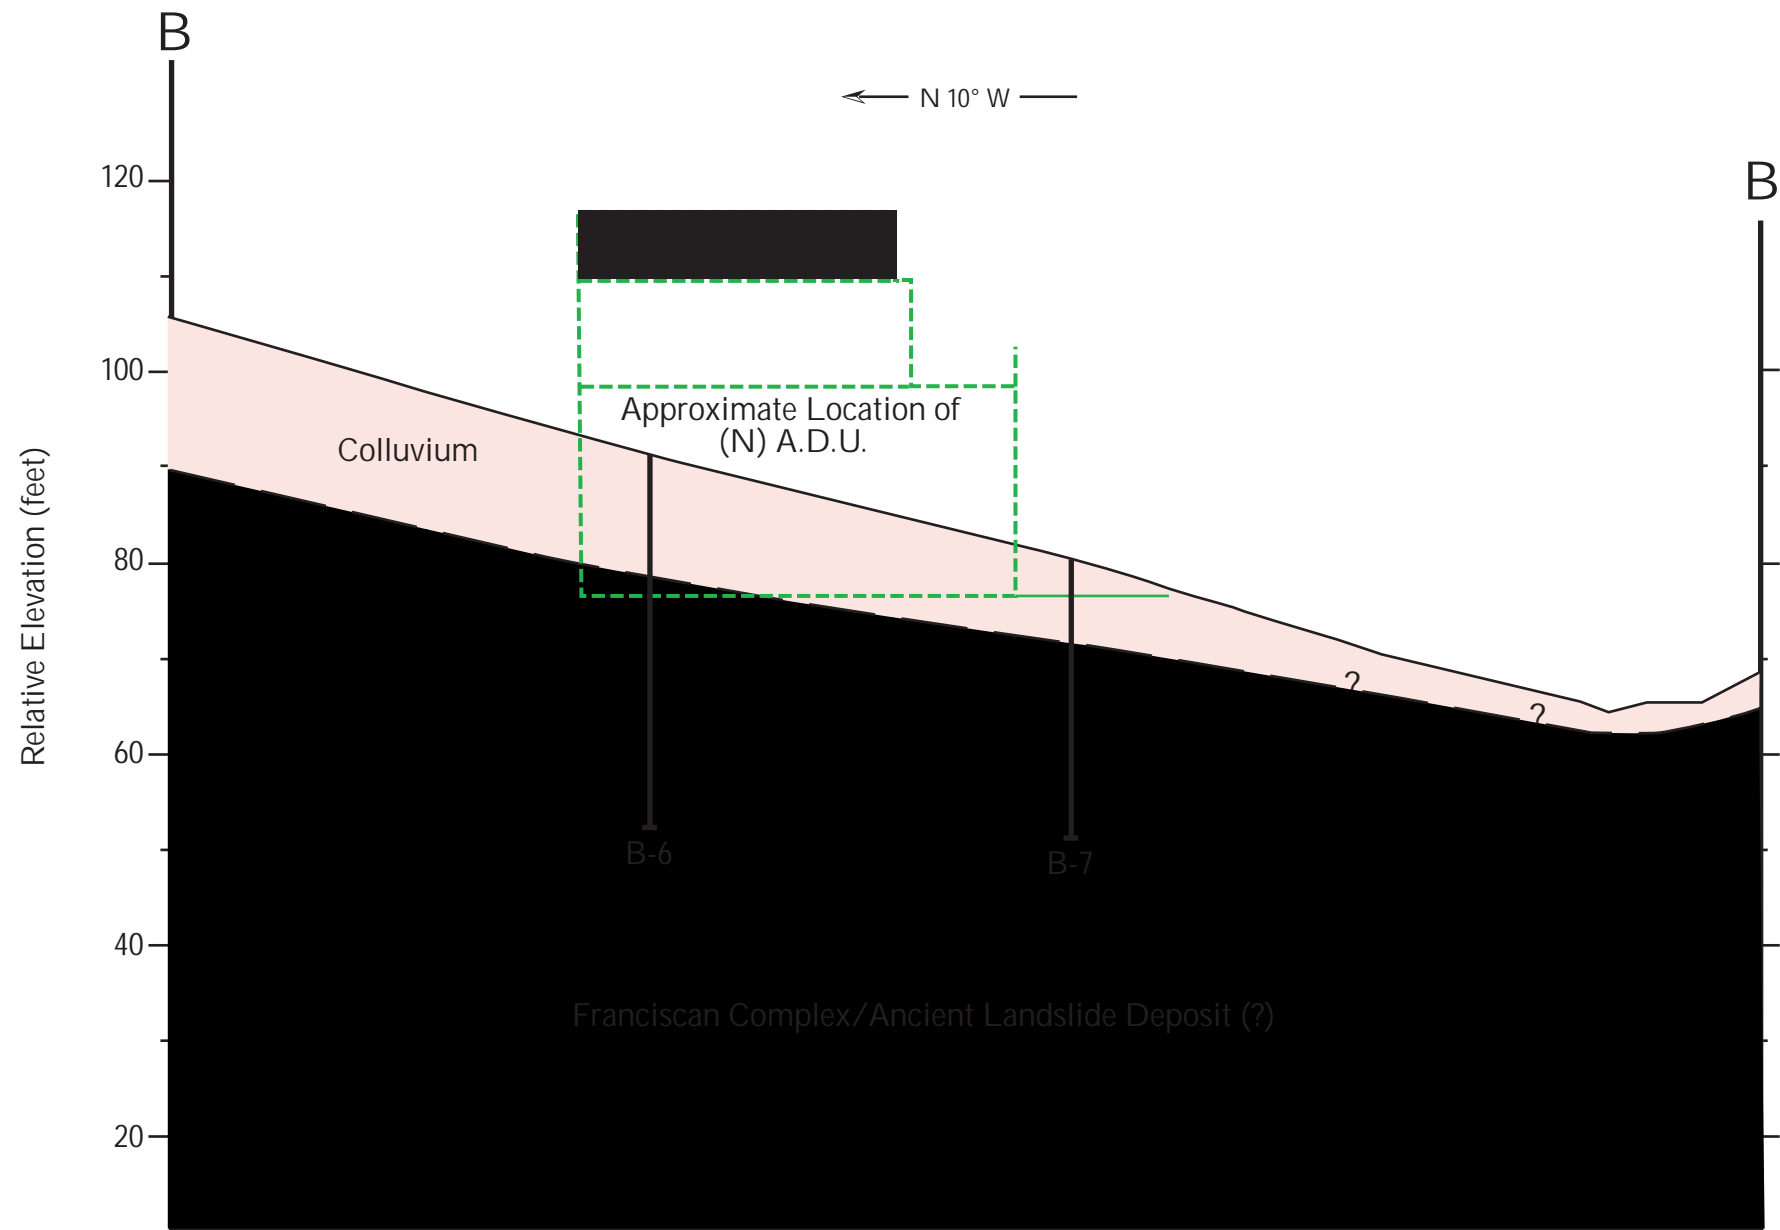 B
N 10° W
B
120
100
80
60
40
20
Relative Elevation (feet)
Approximate Location of
(N) A.D.U.
Colluvium
?
?
B-6
B-7
Franciscan Complex/Ancient Landslide Deposit (?)